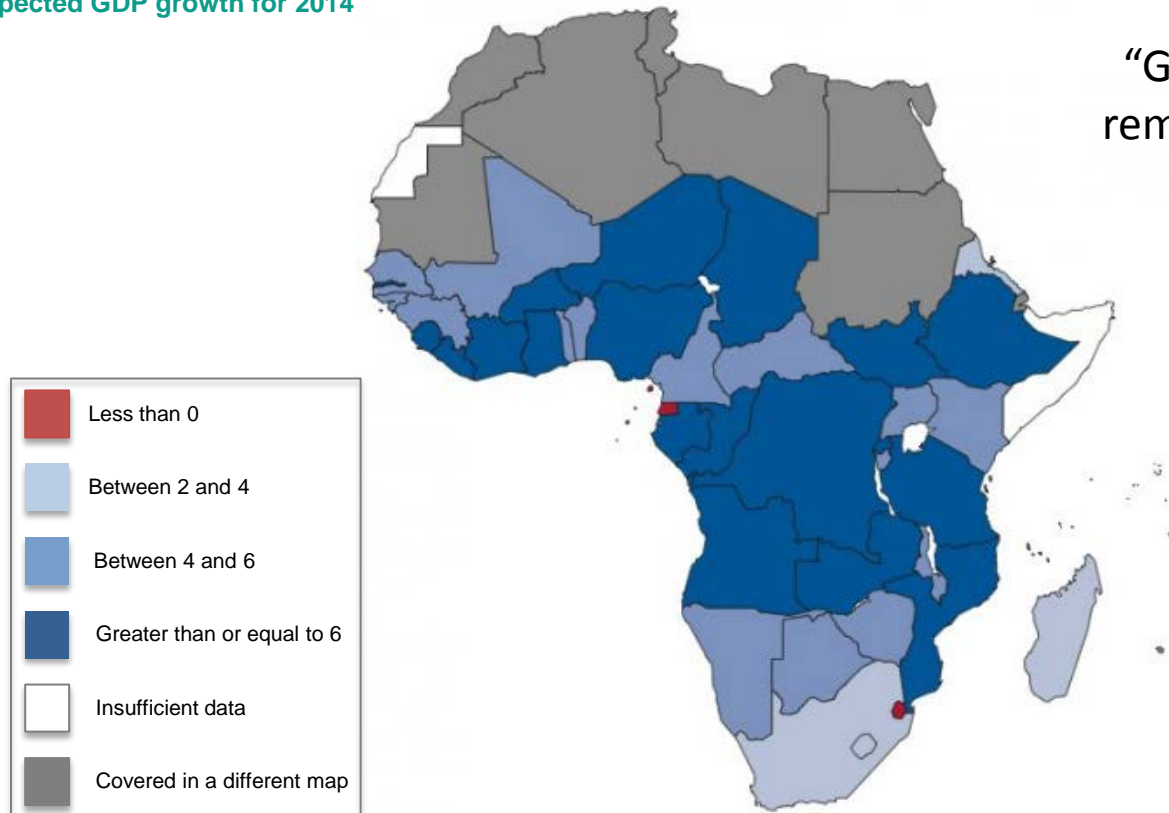 GDP growth for 2014
“G
rem
Less than 0
Between 2 and 4
Between 4 and 6
Greater than or equal to 6
Insufficient data
Covered in a different map